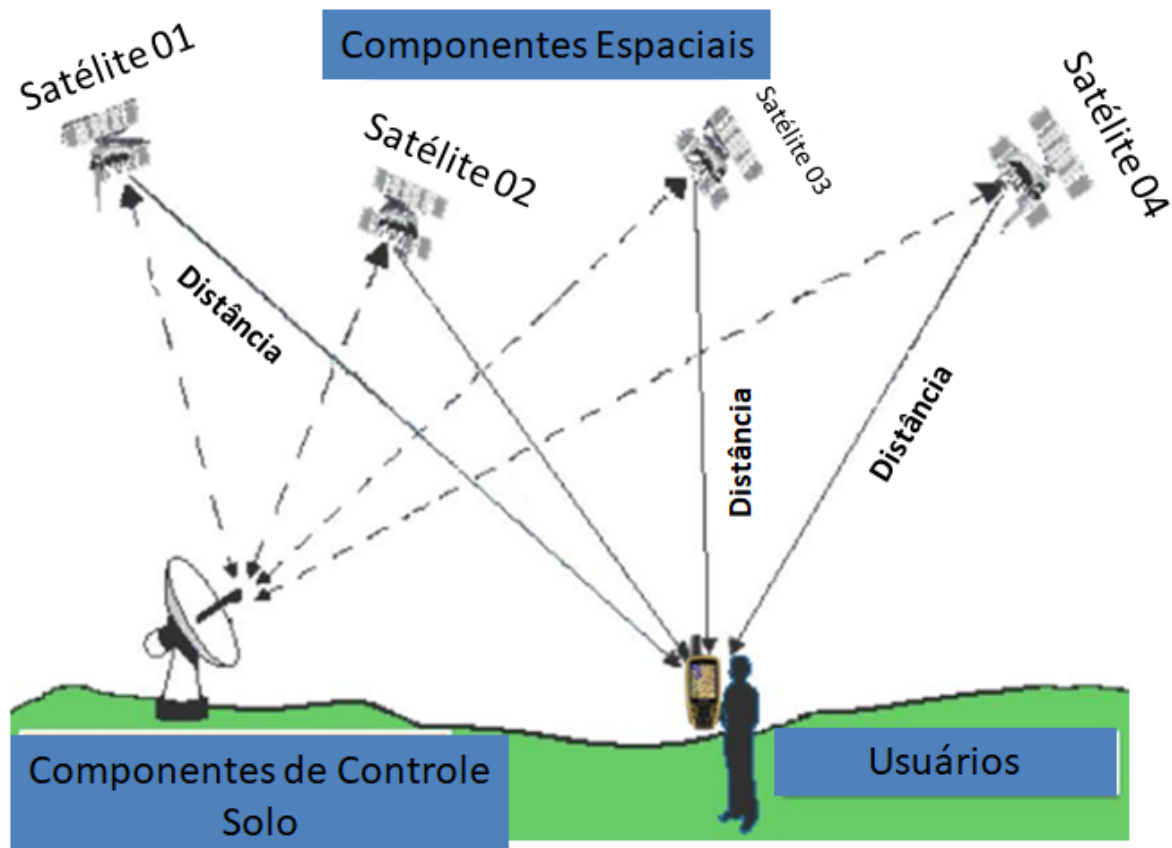 Componentes Espaciais
Satélite 01
Satélite 02
Satélite 03
Satélite 04
Distância
Distância
Distância
Componentes de Controle
Solo
Usuários